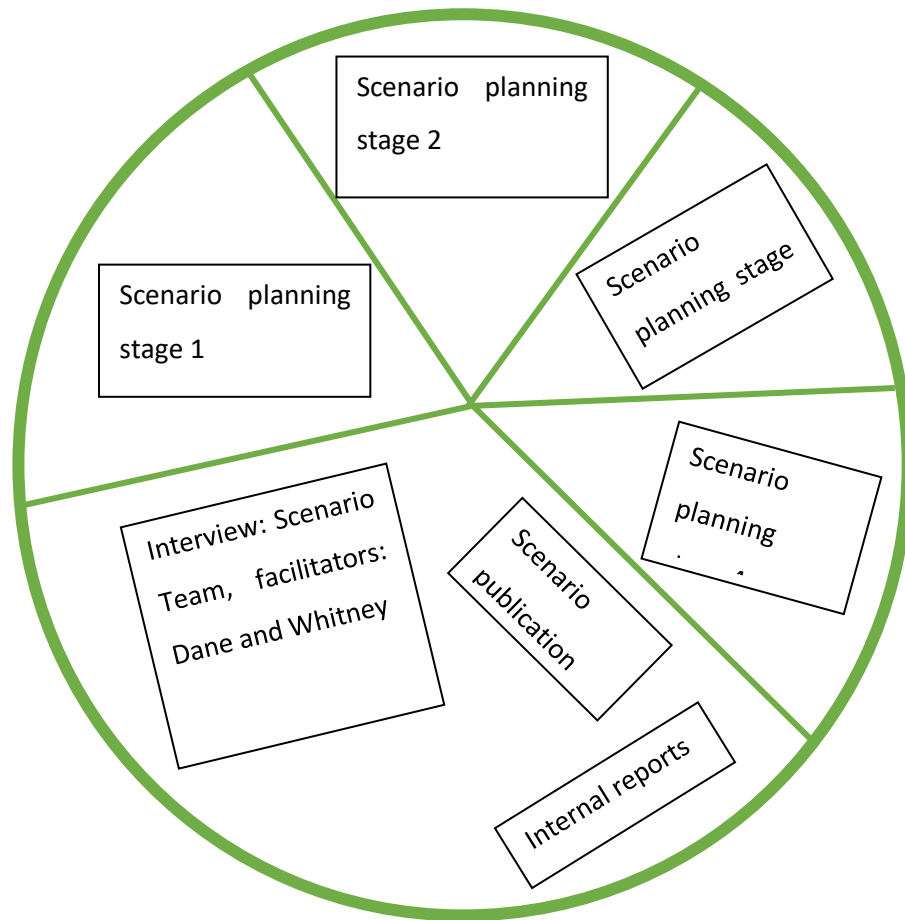 Scenario planning
stage 2
Scenario planning
stage 1
Scenario
planning stage
Scenario
planning
Interview: Scenario
Team, facilitators:
Dane and Whitney
Scenario
publication
Internal reports